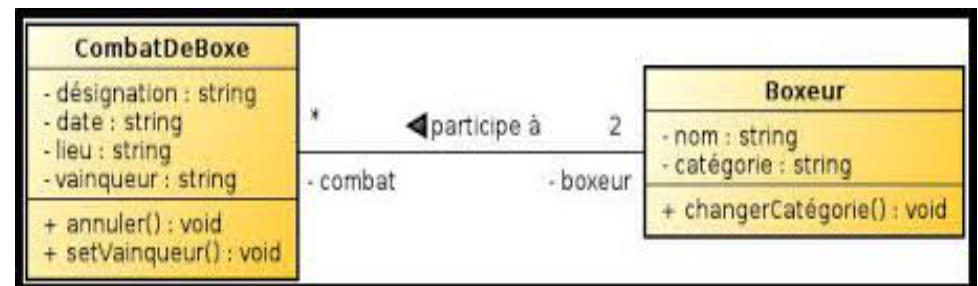 CombatDeBoxe
- désignation : string
- date : string
- lieu : string
- vainqueur : string
+ annuler() : void
+ setVainqueur() : void
*
◀participe à
2
- combat
- boxeur
Boxeur
- nom : string
- catégorie : string
+ changerCatégorie() : void